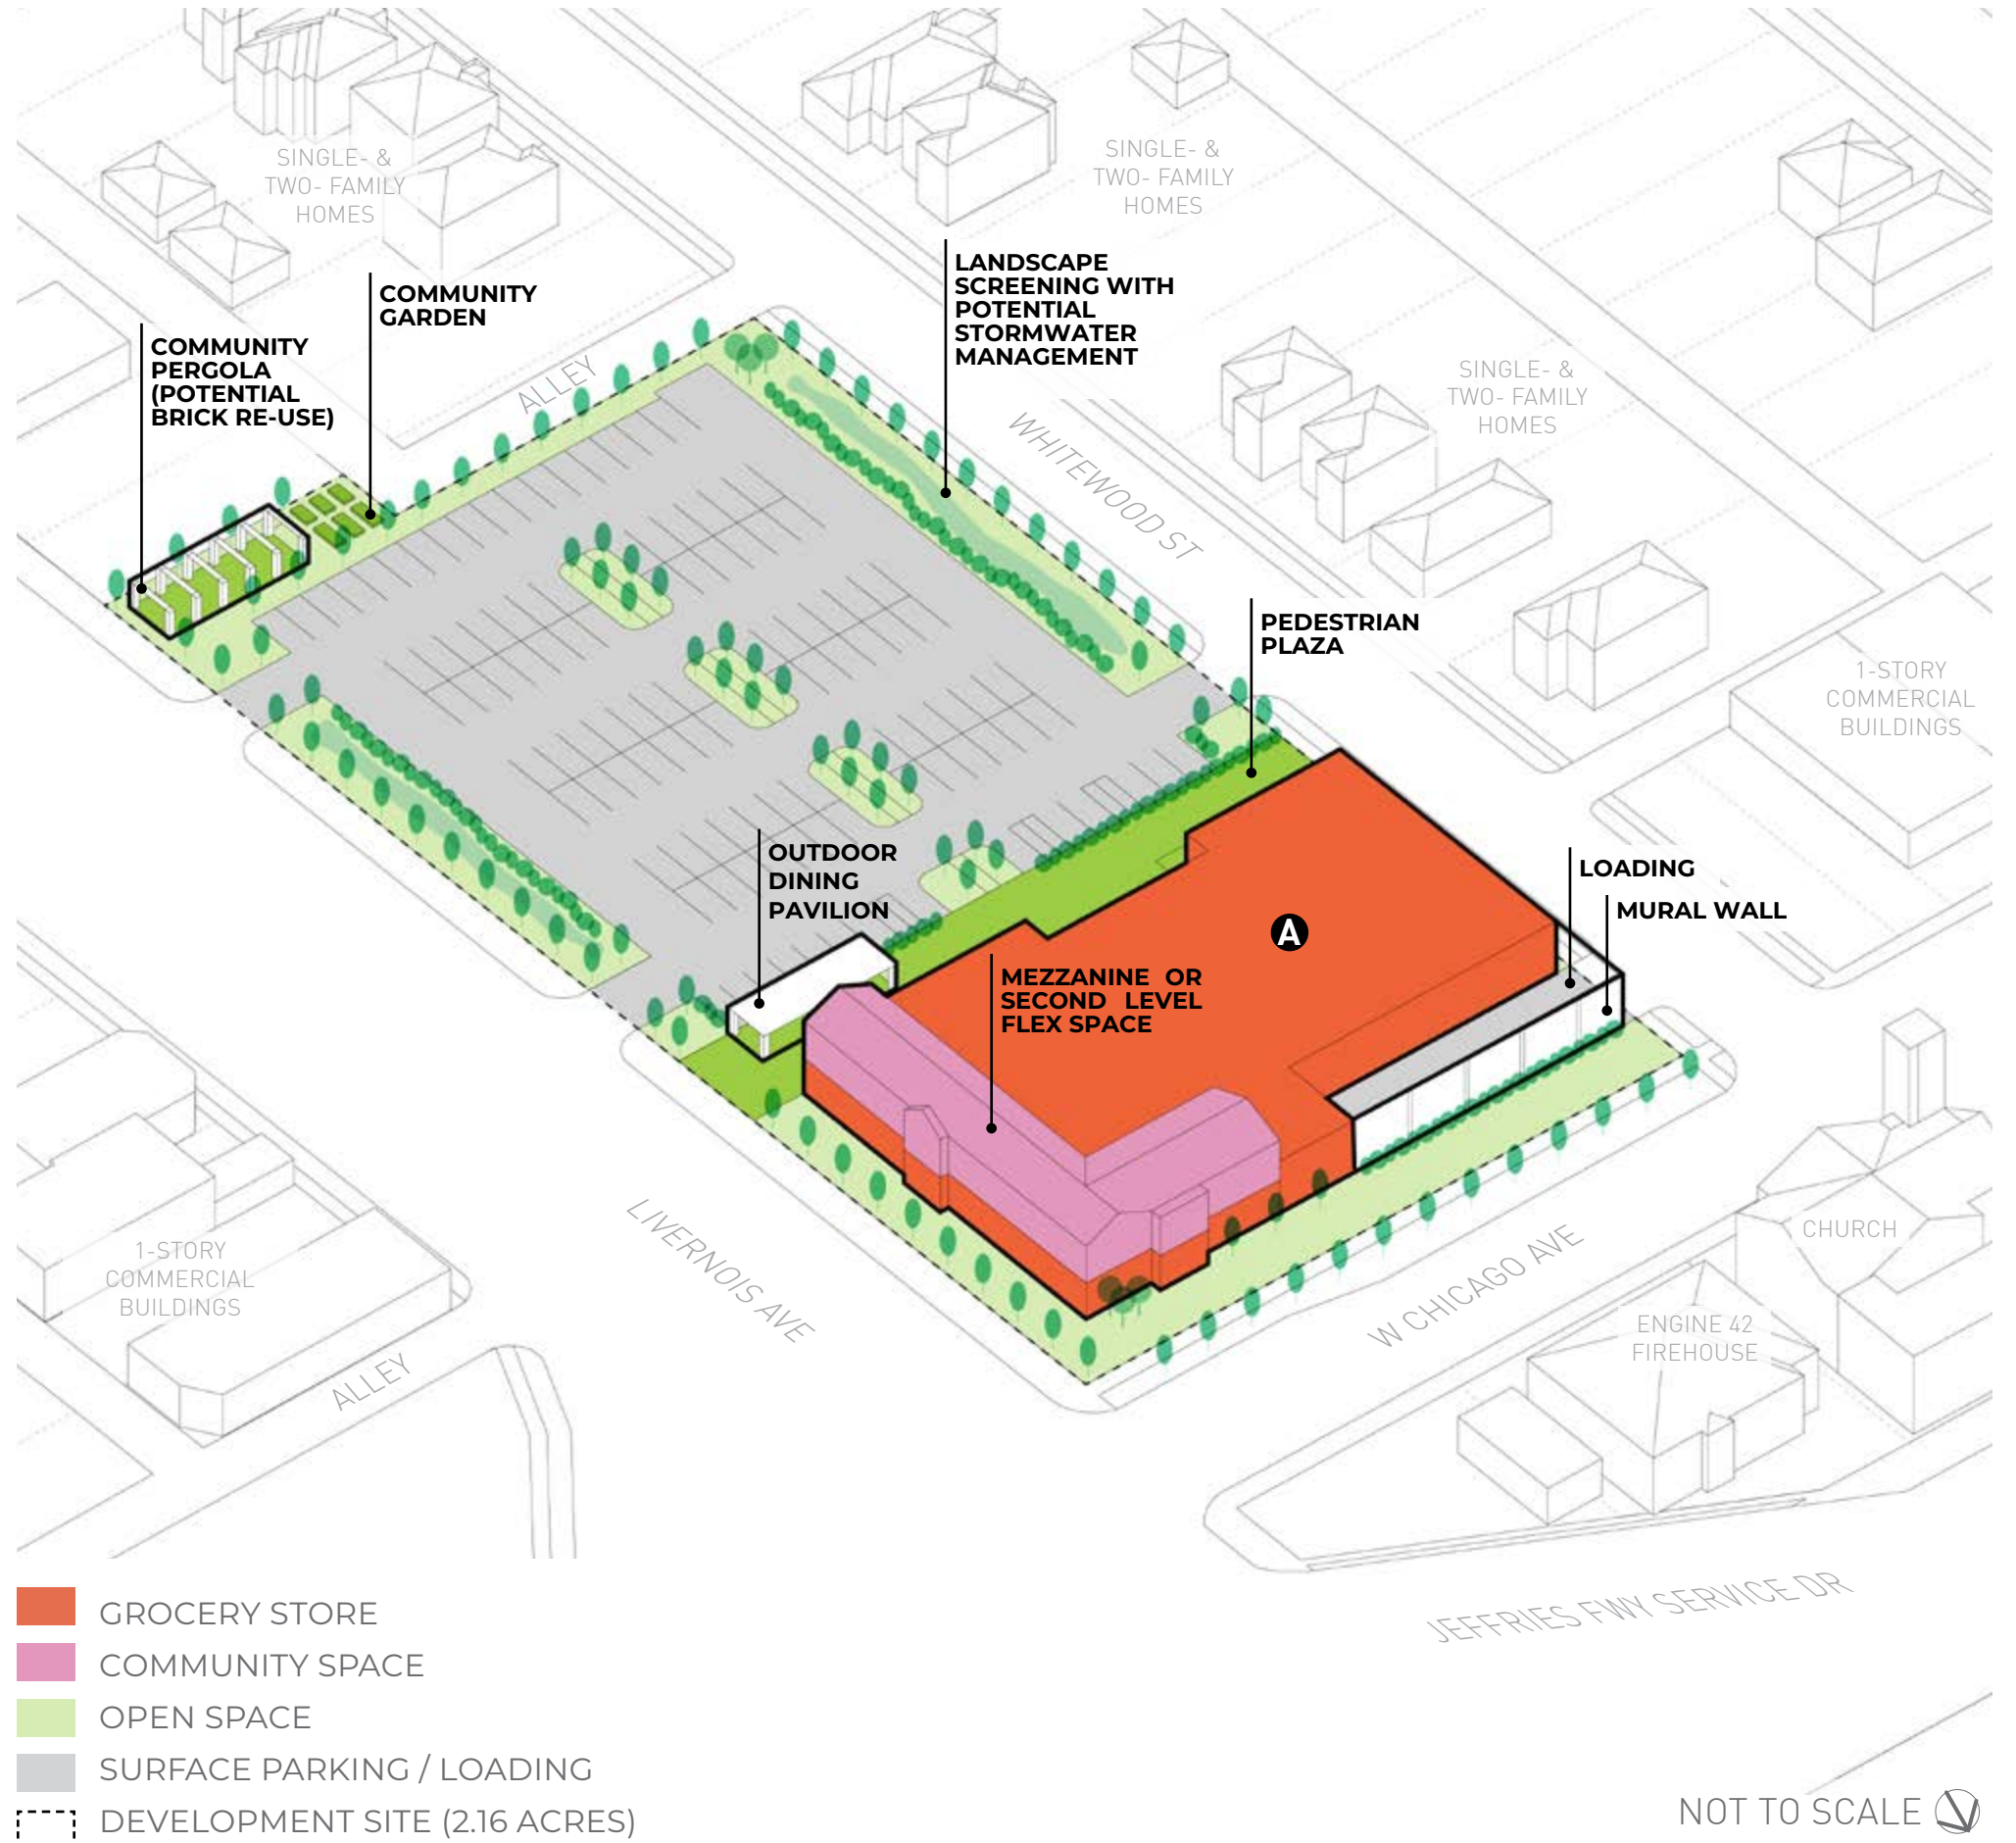 SINGLE- &
TWO- FAMILY
HOMES
SINGLE- &
TWO- FAMILY
HOMES
LANDSCAPE
SCREENING WITH
POTENTIAL
STORMWATER
MANAGEMENT
COMMUNITY
GARDEN
COMMUNITY
PERGOLA
(POTENTIAL
BRICK RE-USE)
ALLEY
SINGLE- &
TWO- FAMILY
HOMES
WHITEWOOD ST
PEDESTRIAN
PLAZA
1-STORY
COMMERCIAL
BUILDINGS
OUTDOOR
DINING
PAVILION
LOADING
MURAL WALL
A
MEZZANINE OR
SECOND LEVEL
FLEX SPACE
LIVERNOIS AVE
W CHICAGO AVE
CHURCH
1-STORY
COMMERCIAL
BUILDINGS
ENGINE 42
FIREHOUSE
ALLEY
JEFFRIES FWY SERVICE DR
GROCERY STORE
COMMUNITY SPACE
OPEN SPACE
SURFACE PARKING / LOADING
DEVELOPMENT SITE (2.16 ACRES)
NOT TO SCALE